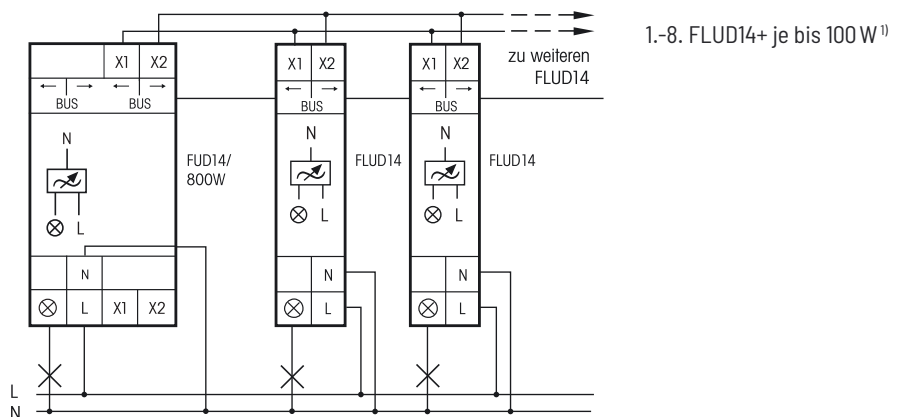 1.-8. FLUD14+ je bis 100 W 1)
zu weiteren
FLUD14
X1 X2
X1 X2
X1 X2
BUS BUS
BUS
BUS
N
N
N
FUD14/
800W
FLUD14
FLUD14
L
L
L
N
N
N
L X1 X2
L
L
L
N